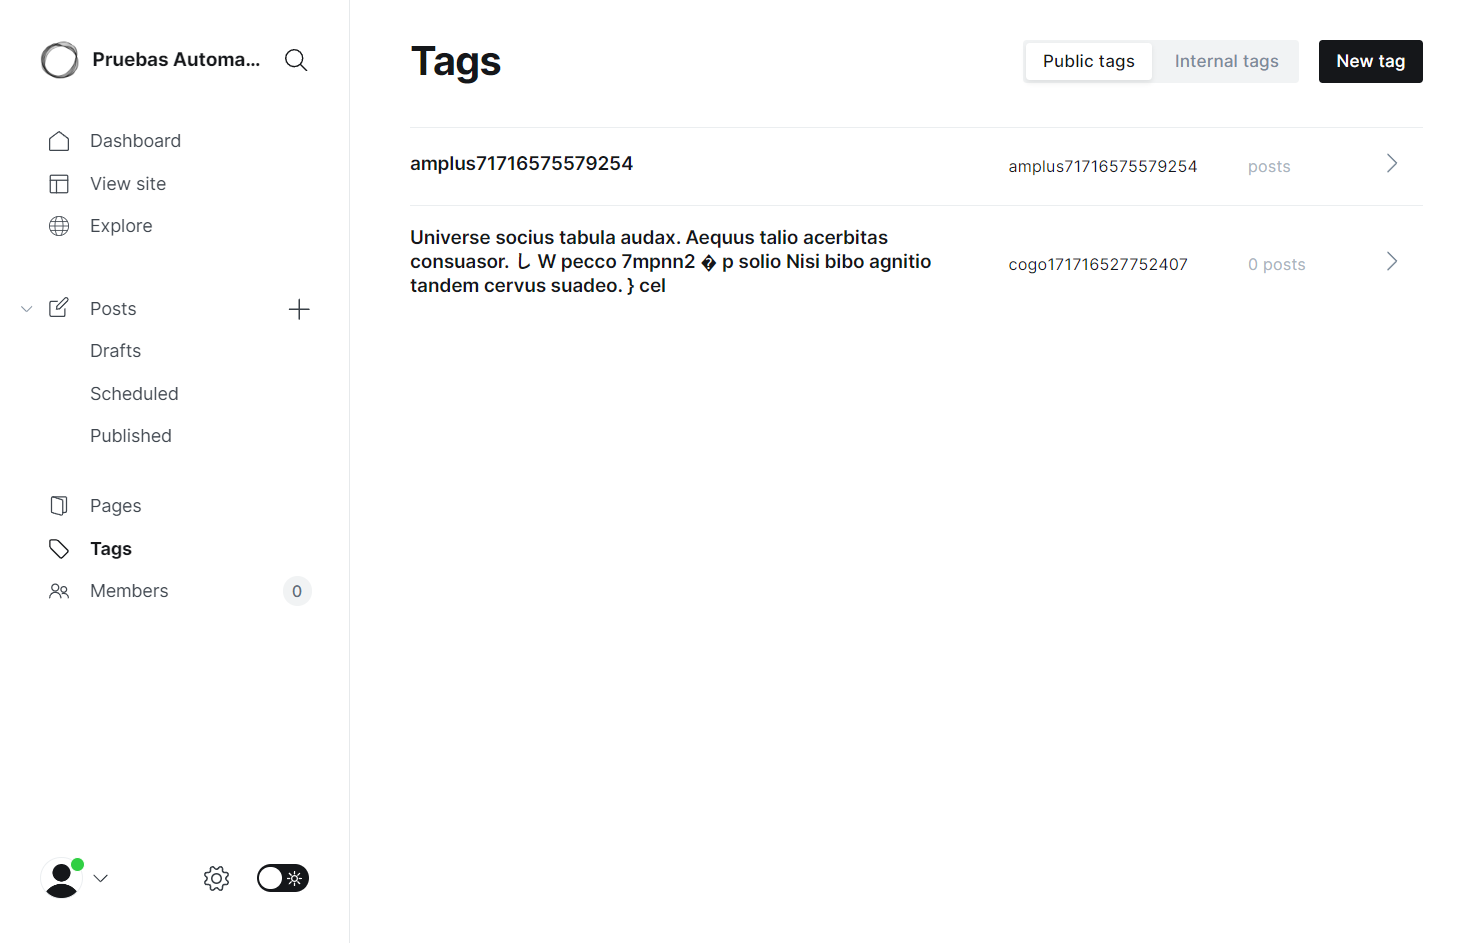 Pruebas Automa...
Dashboard
View site
Explore
Posts
Drafts
Scheduled
Published
Pages
Tags
Members
0
Tags
Public tags
Internal tags
New tag
amplus71716575579254
amplus71716575579254
posts
Universe socius tabula audax. Aequus talio acerbitas
consuasor. し W pecco 7mpnn2 � p solio Nisi bibo agnitio
tandem cervus suadeo. } cel
cogo171716527752407
0 posts